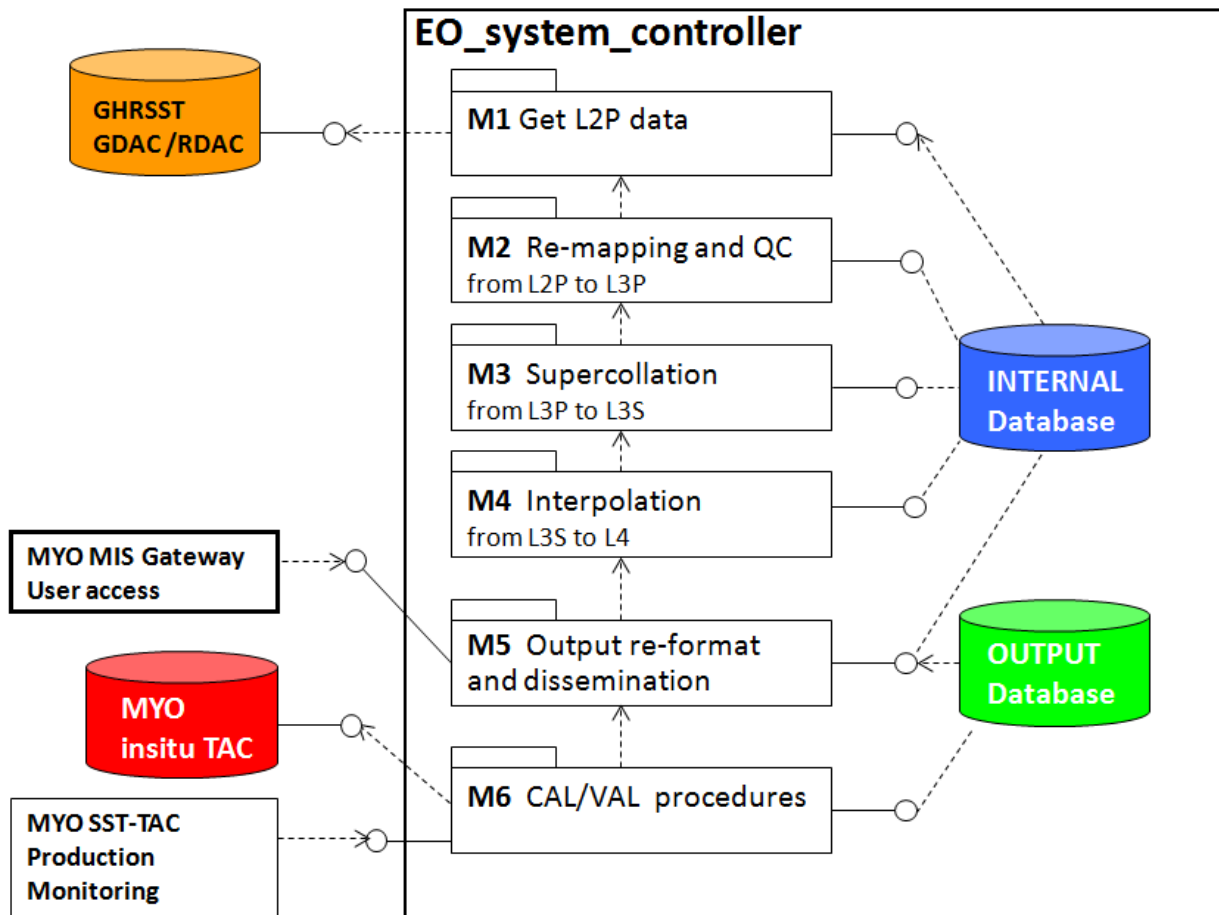 EO_system_controller
GHRSST
GDAC/RDAC
M1 Get L2P data
M2 Re-mapping and QC
from L2P to L3P
M3 Supercollation
from L3P to L3S
M4 Interpolation
from L3S to L4
INTERNAL
Database
MYO MIS Gateway
User access
M5 Output re-format
and dissemination
OUTPUT
Database
MYO
insitu TAC
M6 CAL/VAL procedures
MYO SST-TAC
Production
Monitoring